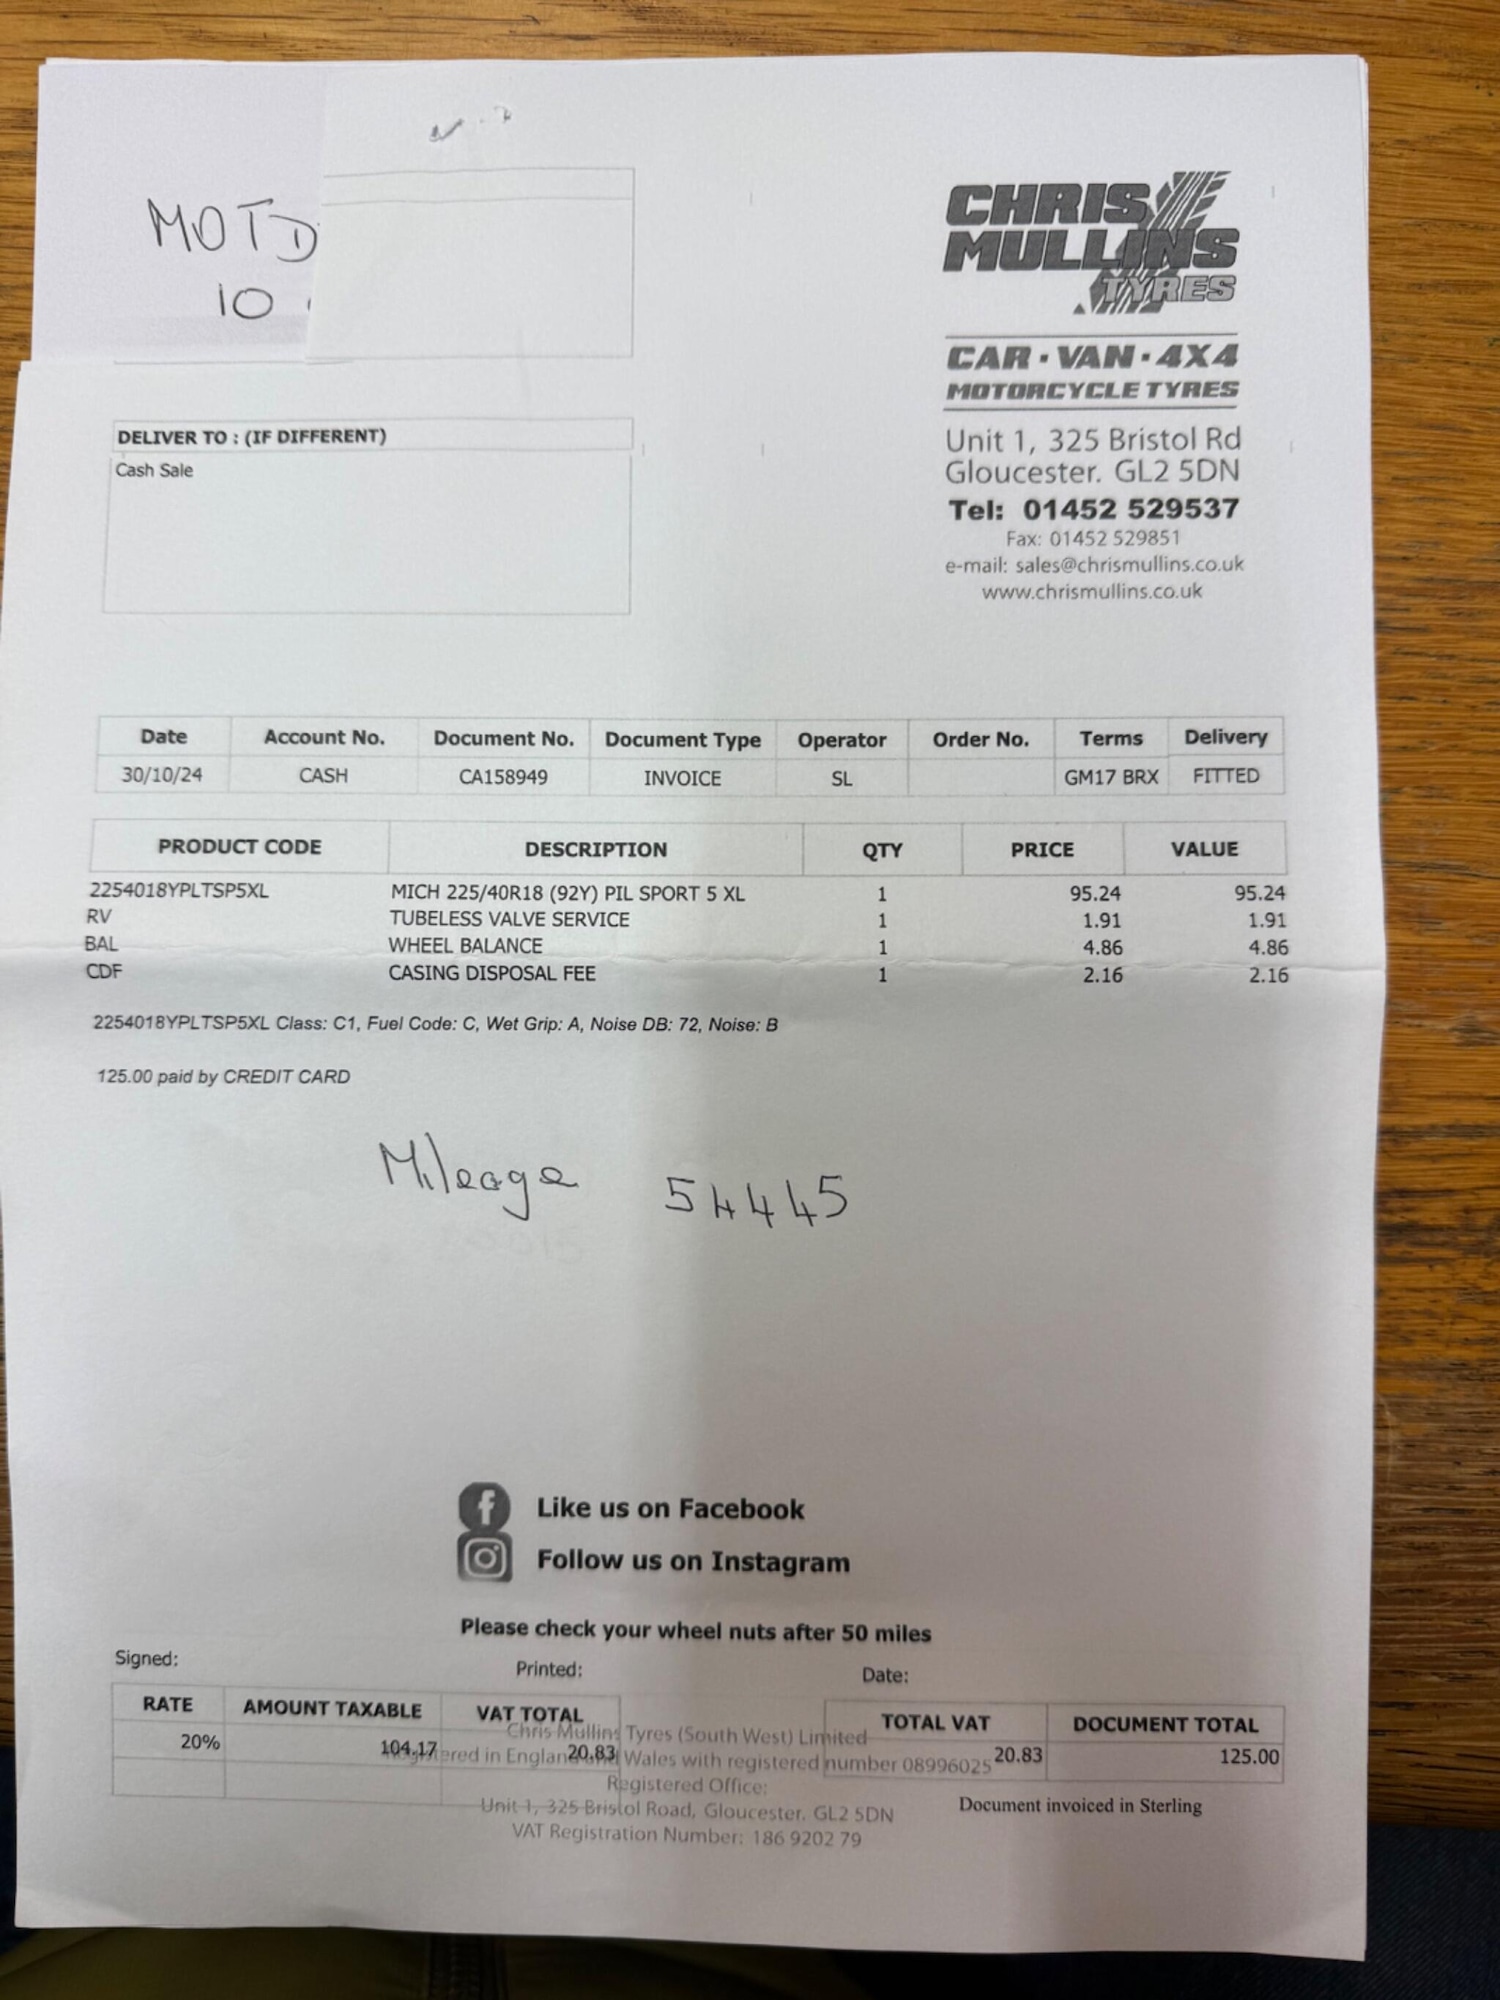 MOT
10
CHRIS
MULLINS
TYRES
CAR · VAN · 4X4
MOTORCYCLE TYRES
Unit 1, 325 Bristol Rd
Gloucester. GL2 5DN
Tel: 01452 529537
Fax: 01452 529851
e-mail: sales@chrismullins.co.uk
www.chrismullins.co.uk
DELIVER TO : (IF DIFFERENT)
Cash Sale
Date Account No. Document No. Document Type Operator Order No. Terms Delivery
30/10/24 CASH CA158949 INVOICE SL GM17 BRX FITTED
PRODUCT CODE DESCRIPTION QTY PRICE VALUE
2254018YPLTSP5XL MICH 225/40R18 (92Y) PIL SPORT 5 XL 1 95.24 95.24
RV TUBELESS VALVE SERVICE 1 1.91 1.91
BAL WHEEL BALANCE 1 4.86 4.86
CDF CASING DISPOSAL FEE 1 2.16 2.16
2254018YPLTSP5XL Class: C1, Fuel Code: C, Wet Grip: A, Noise DB: 72, Noise: B
125.00 paid by CREDIT CARD
Mileage 54445
Like us on Facebook
Follow us on Instagram
Please check your wheel nuts after 50 miles
Signed: Printed: Date:
RATE AMOUNT TAXABLE VAT TOTAL TOTAL VAT DOCUMENT TOTAL
20% 104.17 20.83 20.83 125.00
Chris Mullins Tyres (South West) Limited
Registered in England and Wales with registered number 08996025
Registered Office:
Unit 1, 325 Bristol Road, Gloucester. GL2 5DN
VAT Registration Number: 186 9202 79
Document invoiced in Sterling